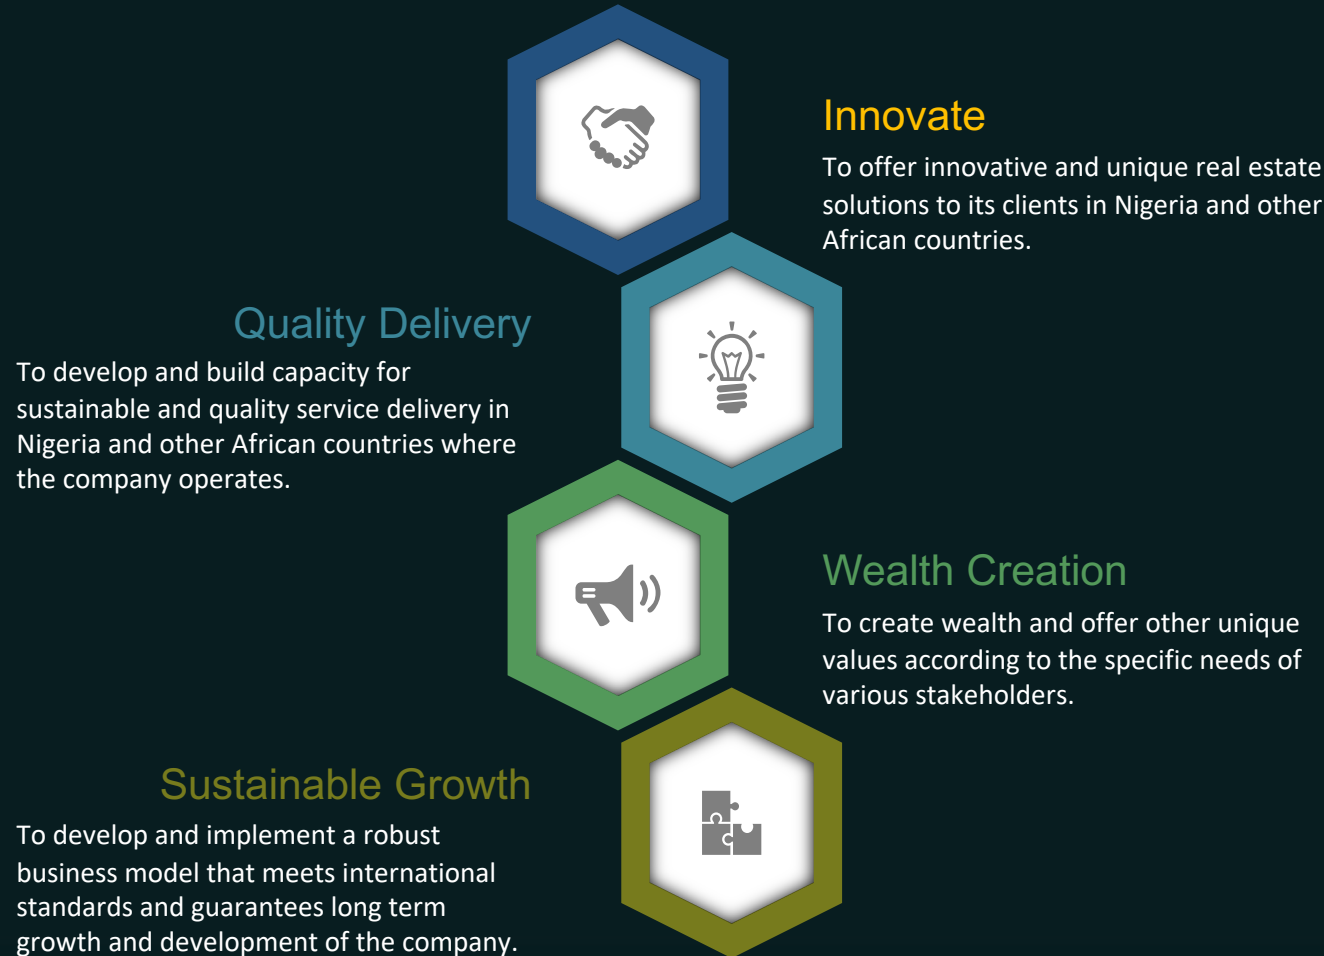 Innovate
To offer innovative and unique real estate
solutions to its clients in Nigeria and other
African countries.
Quality Delivery
To develop and build capacity for
sustainable and quality service delivery in
Nigeria and other African countries where
the company operates.
Wealth Creation
To create wealth and offer other unique
values according to the specific needs of
various stakeholders.
Sustainable Growth
To develop and implement a robust
business model that meets international
standards and guarantees long term
growth and development of the company.